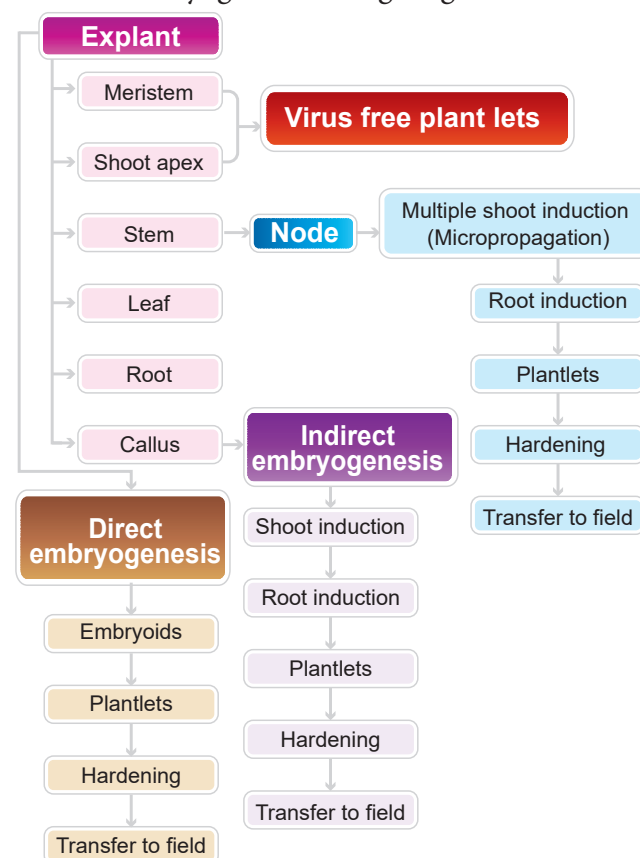 Explant
Meristem
Shoot apex
Virus free plant lets
Stem
Node
Multiple shoot induction
(Micropropagation)
Leaf
Root induction
Root
Plantlets
Callus
Indirect
embryogenesis
Hardening
Direct
embryogenesis
Shoot induction
Transfer to field
Root induction
Embryoids
Plantlets
Plantlets
Hardening
Hardening
Transfer to field
Transfer to field